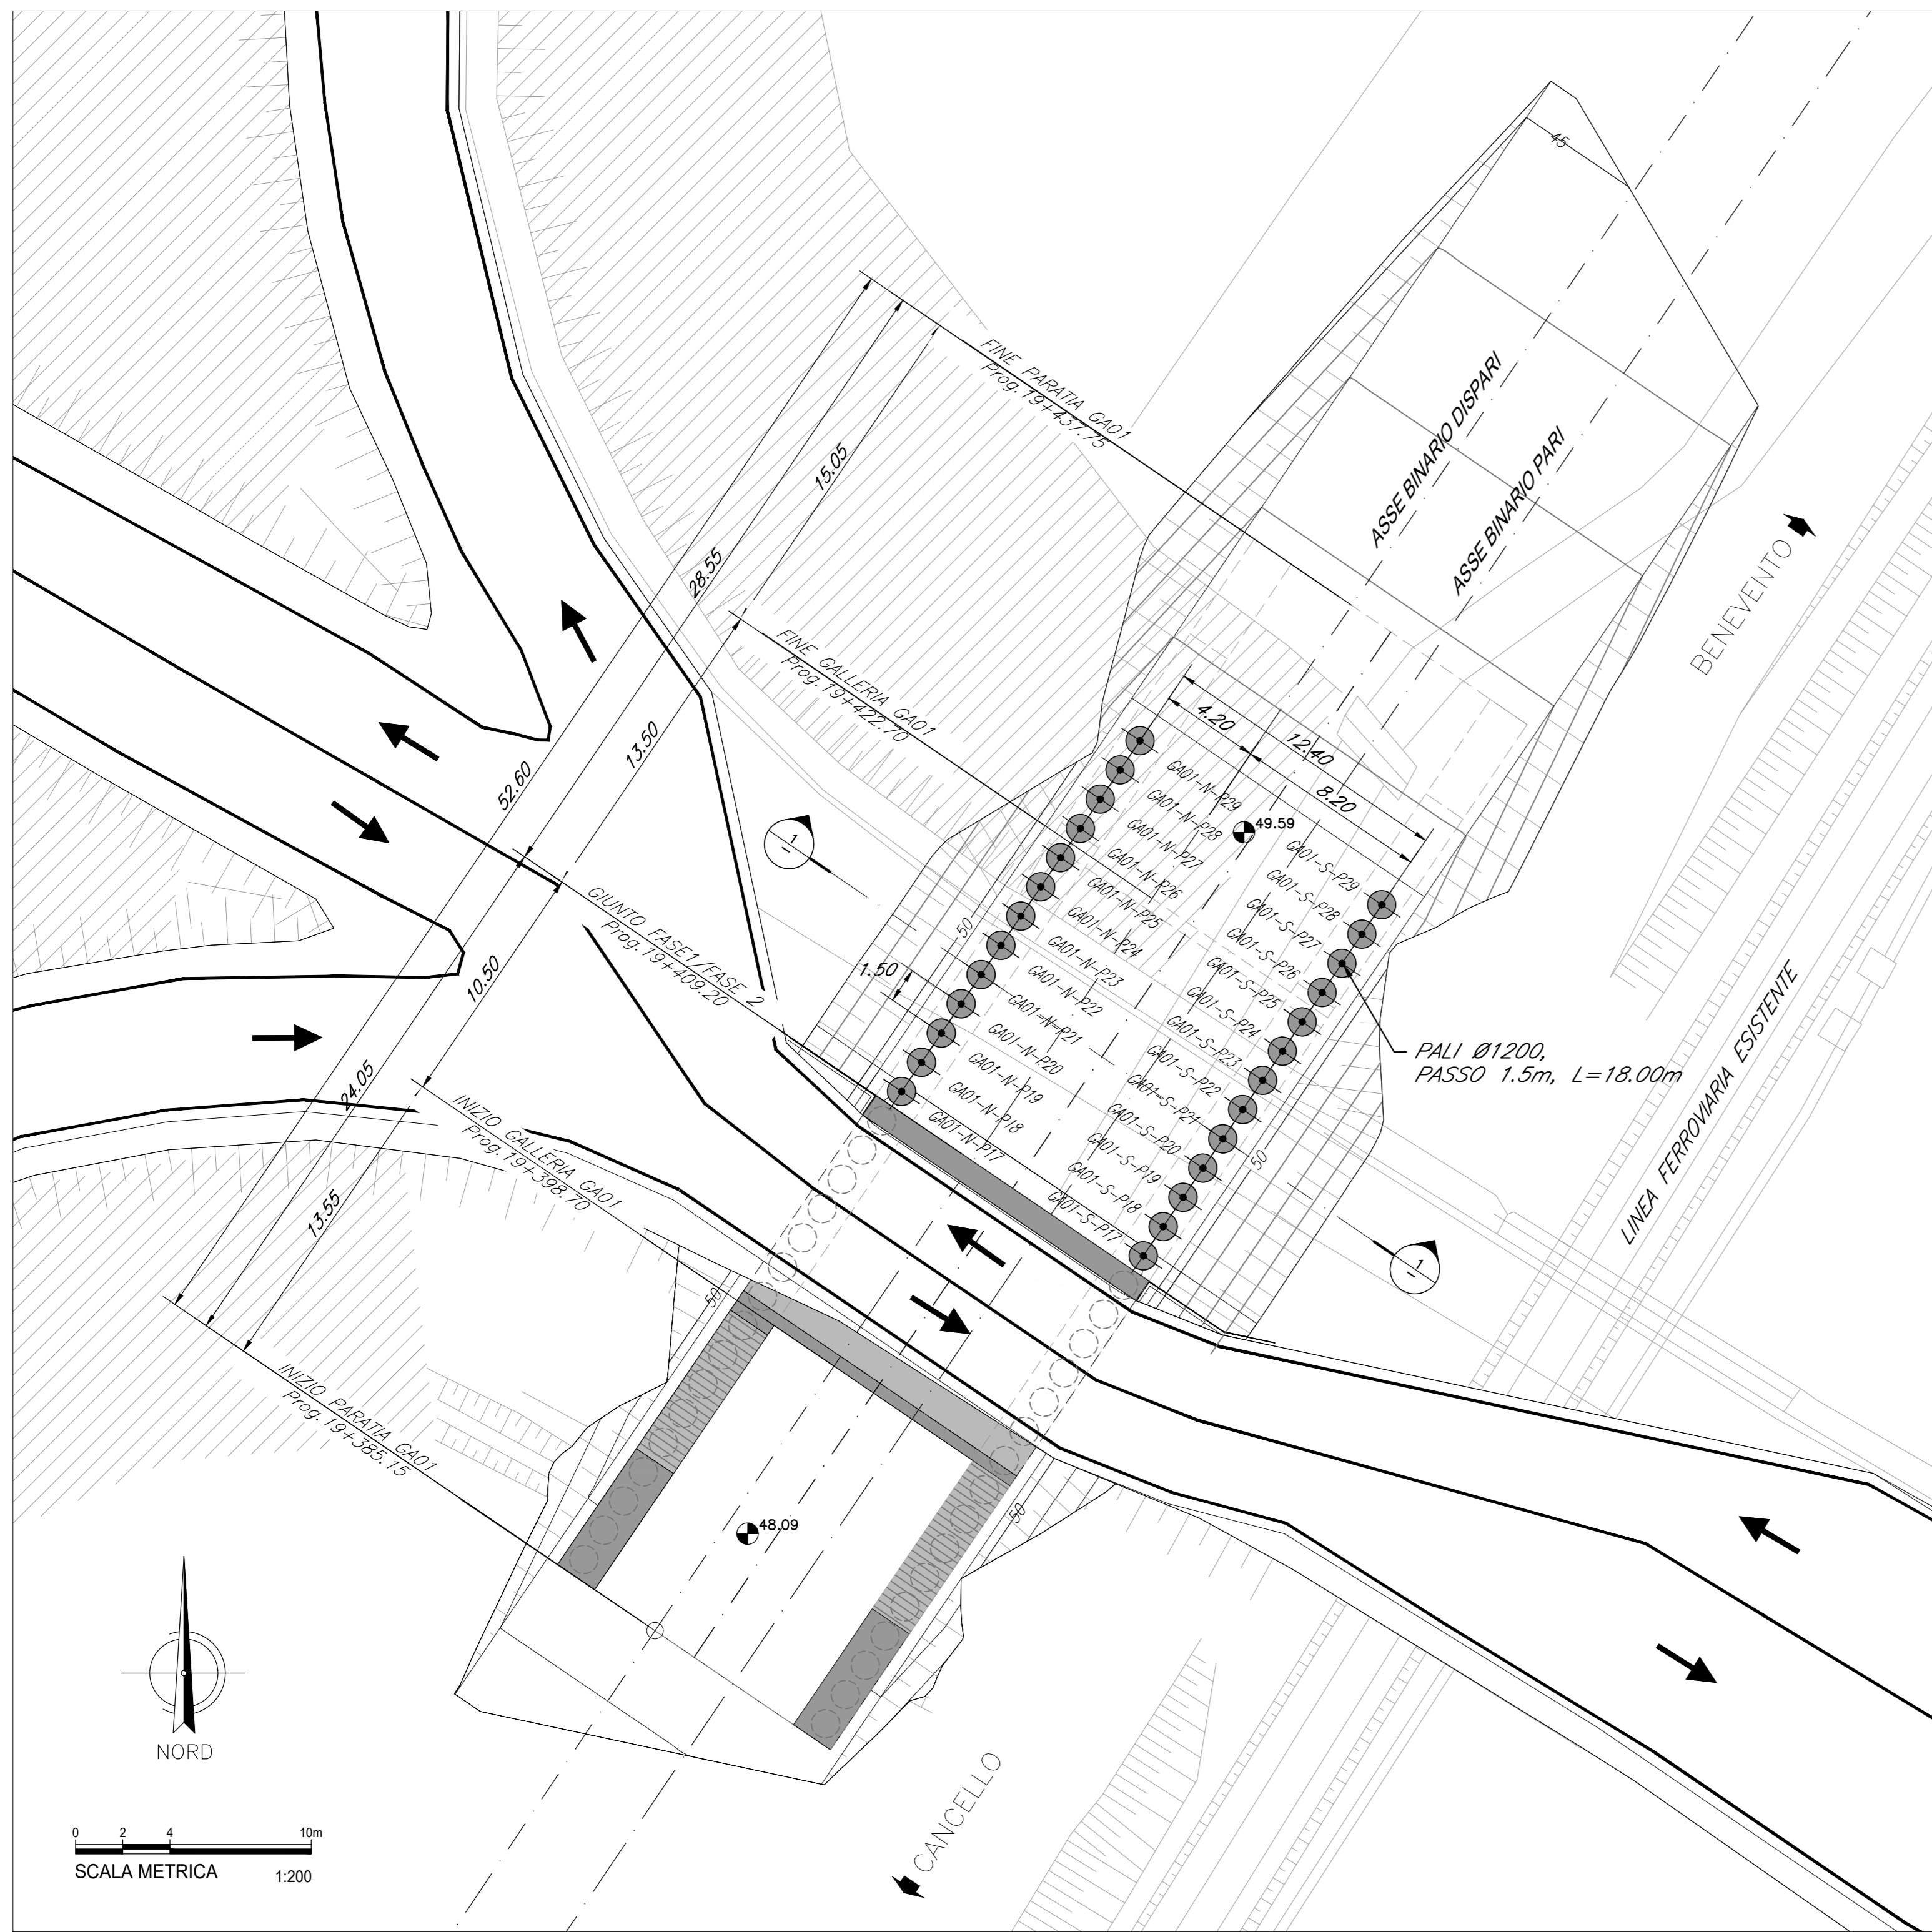 45
FINE PARATIA GA01
Prog.19+437.75
15.05
ASSE BINARIO DISPARI
ASSE BINARIO PARI
BENEVENTO
28.55
FINE GALLERIA GA01
Prog.19+422.70
13.50
52.60
4.20
12.40
8.20
49.59
1
-
GIUNTO FASE1/FASE 2
Prog.19+409.20
10.50
50
1.50
GA01-N-P29
GA01-N-P28
GA01-N-P27
GA01-N-P26
GA01-N-P25
GA01-N-P24
GA01-N-P23
GA01-N-P22
GA01-N-P21
GA01-N-P20
GA01-N-P19
GA01-N-P18
GA01-N-P17
GA01-S-P29
GA01-S-P28
GA01-S-P27
GA01-S-P26
GA01-S-P25
GA01-S-P24
GA01-S-P23
GA01-S-P22
GA01-S-P21
GA01-S-P20
GA01-S-P19
GA01-S-P18
GA01-S-P17
PALI Ø1200,
PASSO 1.5m, L=18.00m
LINEA FERROVIARIA ESISTENTE
50
24.05
INIZIO GALLERIA GA01
Prog.19+398.70
13.55
1
-
50
INIZIO PARATIA GA01
Prog.19+385.15
50
48.09
NORD
CANCELLO
0 2 4 10m
SCALA METRICA 1:200